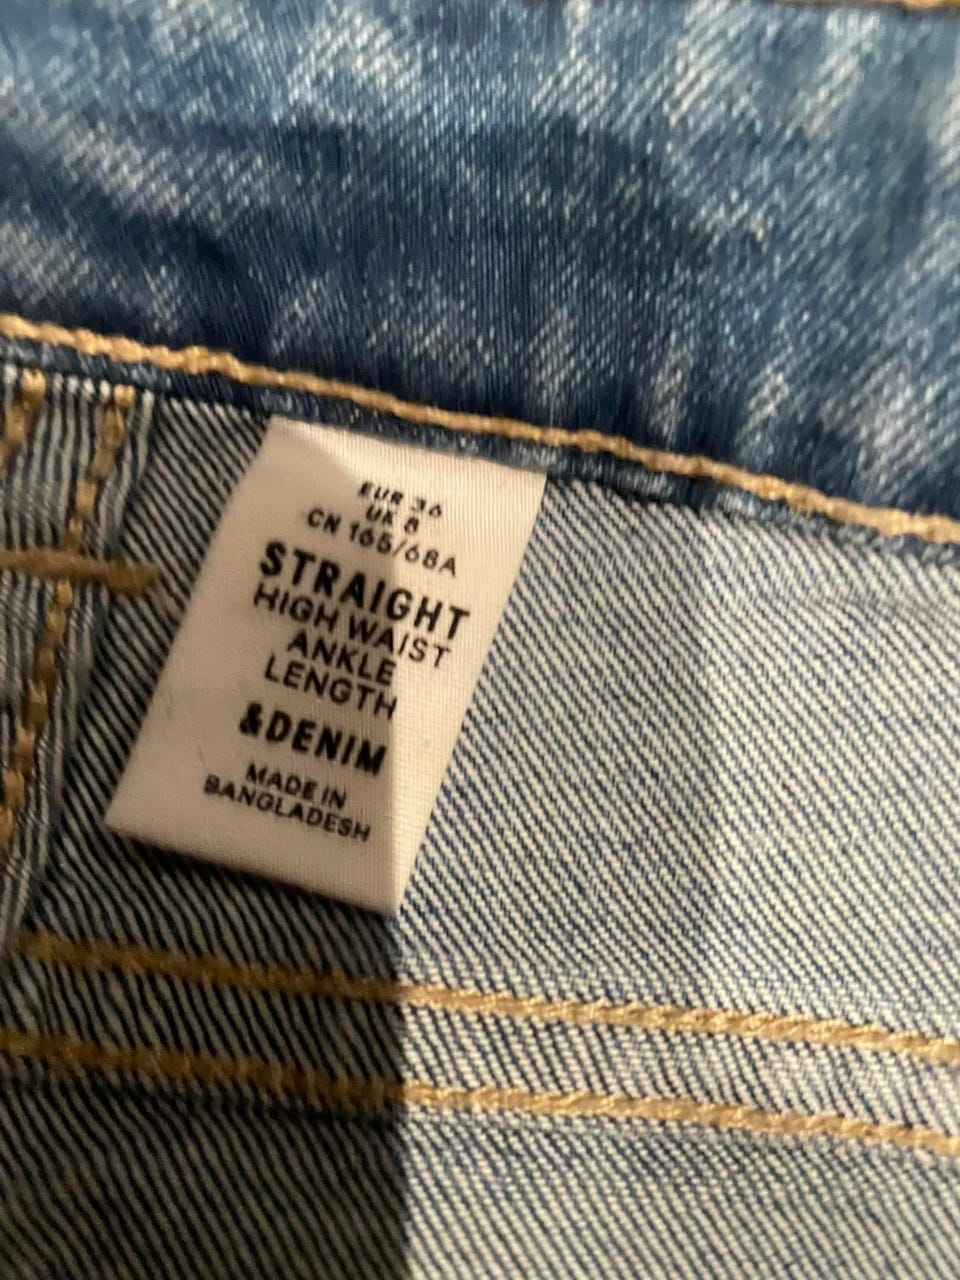 EUR 36
UK 8
CN 165/68A
STRAIGHT
HIGH WAIST
ANKLE
LENGTH
&DENIM
MADE IN
BANGLADESH